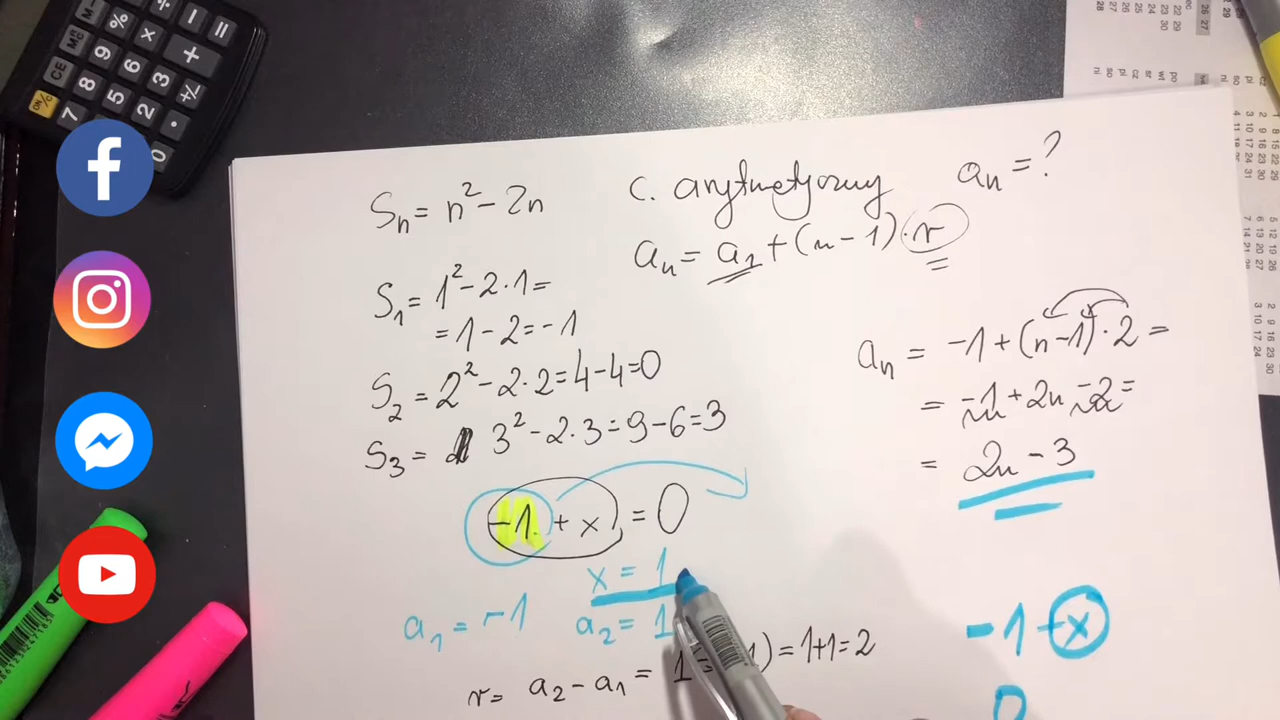 Sₙ = n² - 2n
c. arytmetyczny
aₙ = ?
aₙ = a₁ + (n - 1) · r
S₁ = 1² - 2 · 1 =
= 1 - 2 = -1
S₂ = 2² - 2 · 2 = 4 - 4 = 0
S₃ = 3² - 2 · 3 = 9 - 6 = 3
-1 + x = 0
x = 1
a₁ = -1
a₂ = 1
r = a₂ - a₁ =
= 1 + 1 = 2
aₙ = -1 + (n - 1) · 2 =
= -1 + 2n - 2 =
= 2n - 3
-1 + x
0